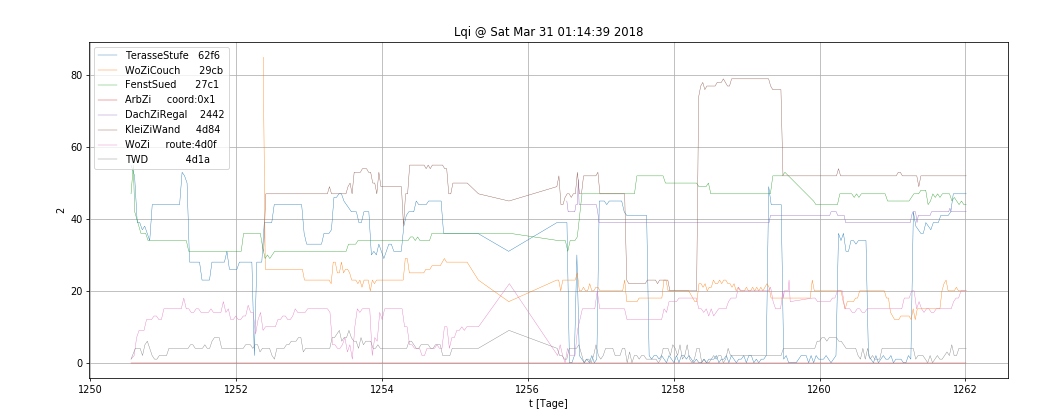 Lqi @ Sat Mar 31 01:14:39 2018
TerasseStufe 62f6
WoZiCouch 29cb
FenstSued 27c1
ArbZi coord:0x1
DachZiRegal 2442
KleiZiWand 4d84
WoZi route:4d0f
TWD 4d1a
80
60
40
20
0
2
1250 1252 1254 1256 1258 1260 1262
t [Tage]